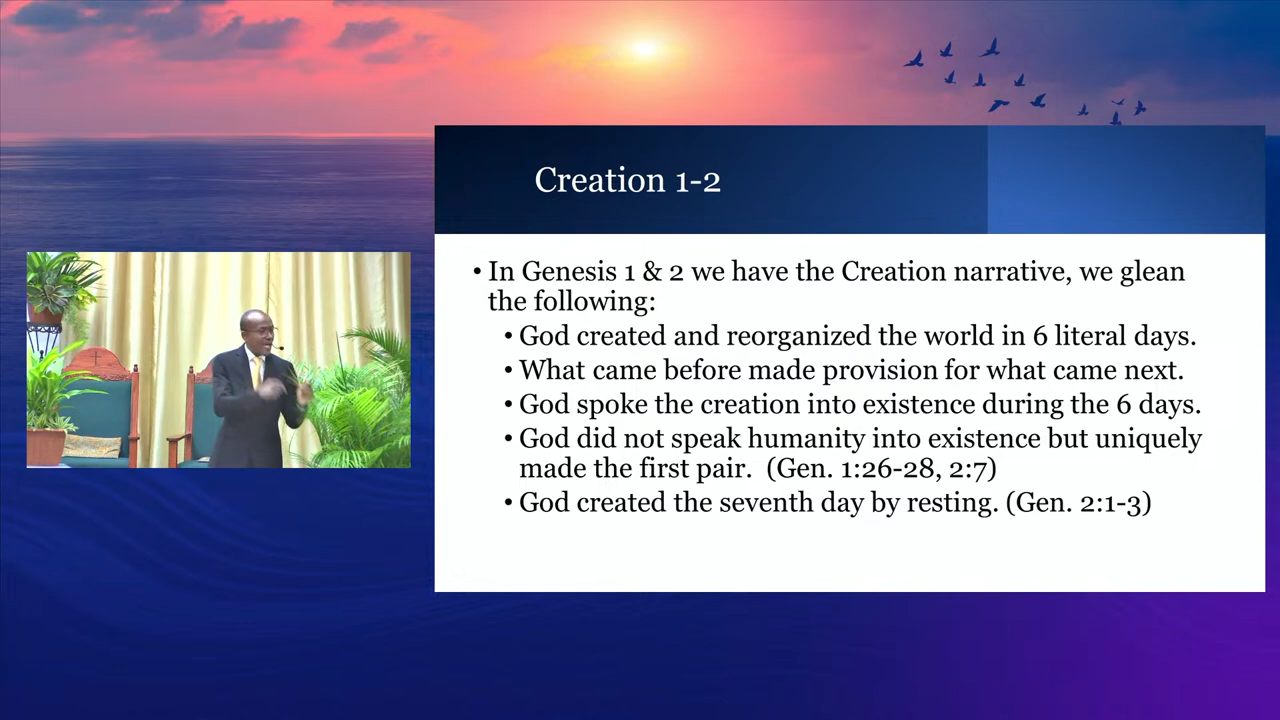 Creation 1-2
• In Genesis 1 & 2 we have the Creation narrative, we glean
the following:
• God created and reorganized the world in 6 literal days.
• What came before made provision for what came next.
• God spoke the creation into existence during the 6 days.
• God did not speak humanity into existence but uniquely
made the first pair.  (Gen. 1:26-28, 2:7)
• God created the seventh day by resting. (Gen. 2:1-3)